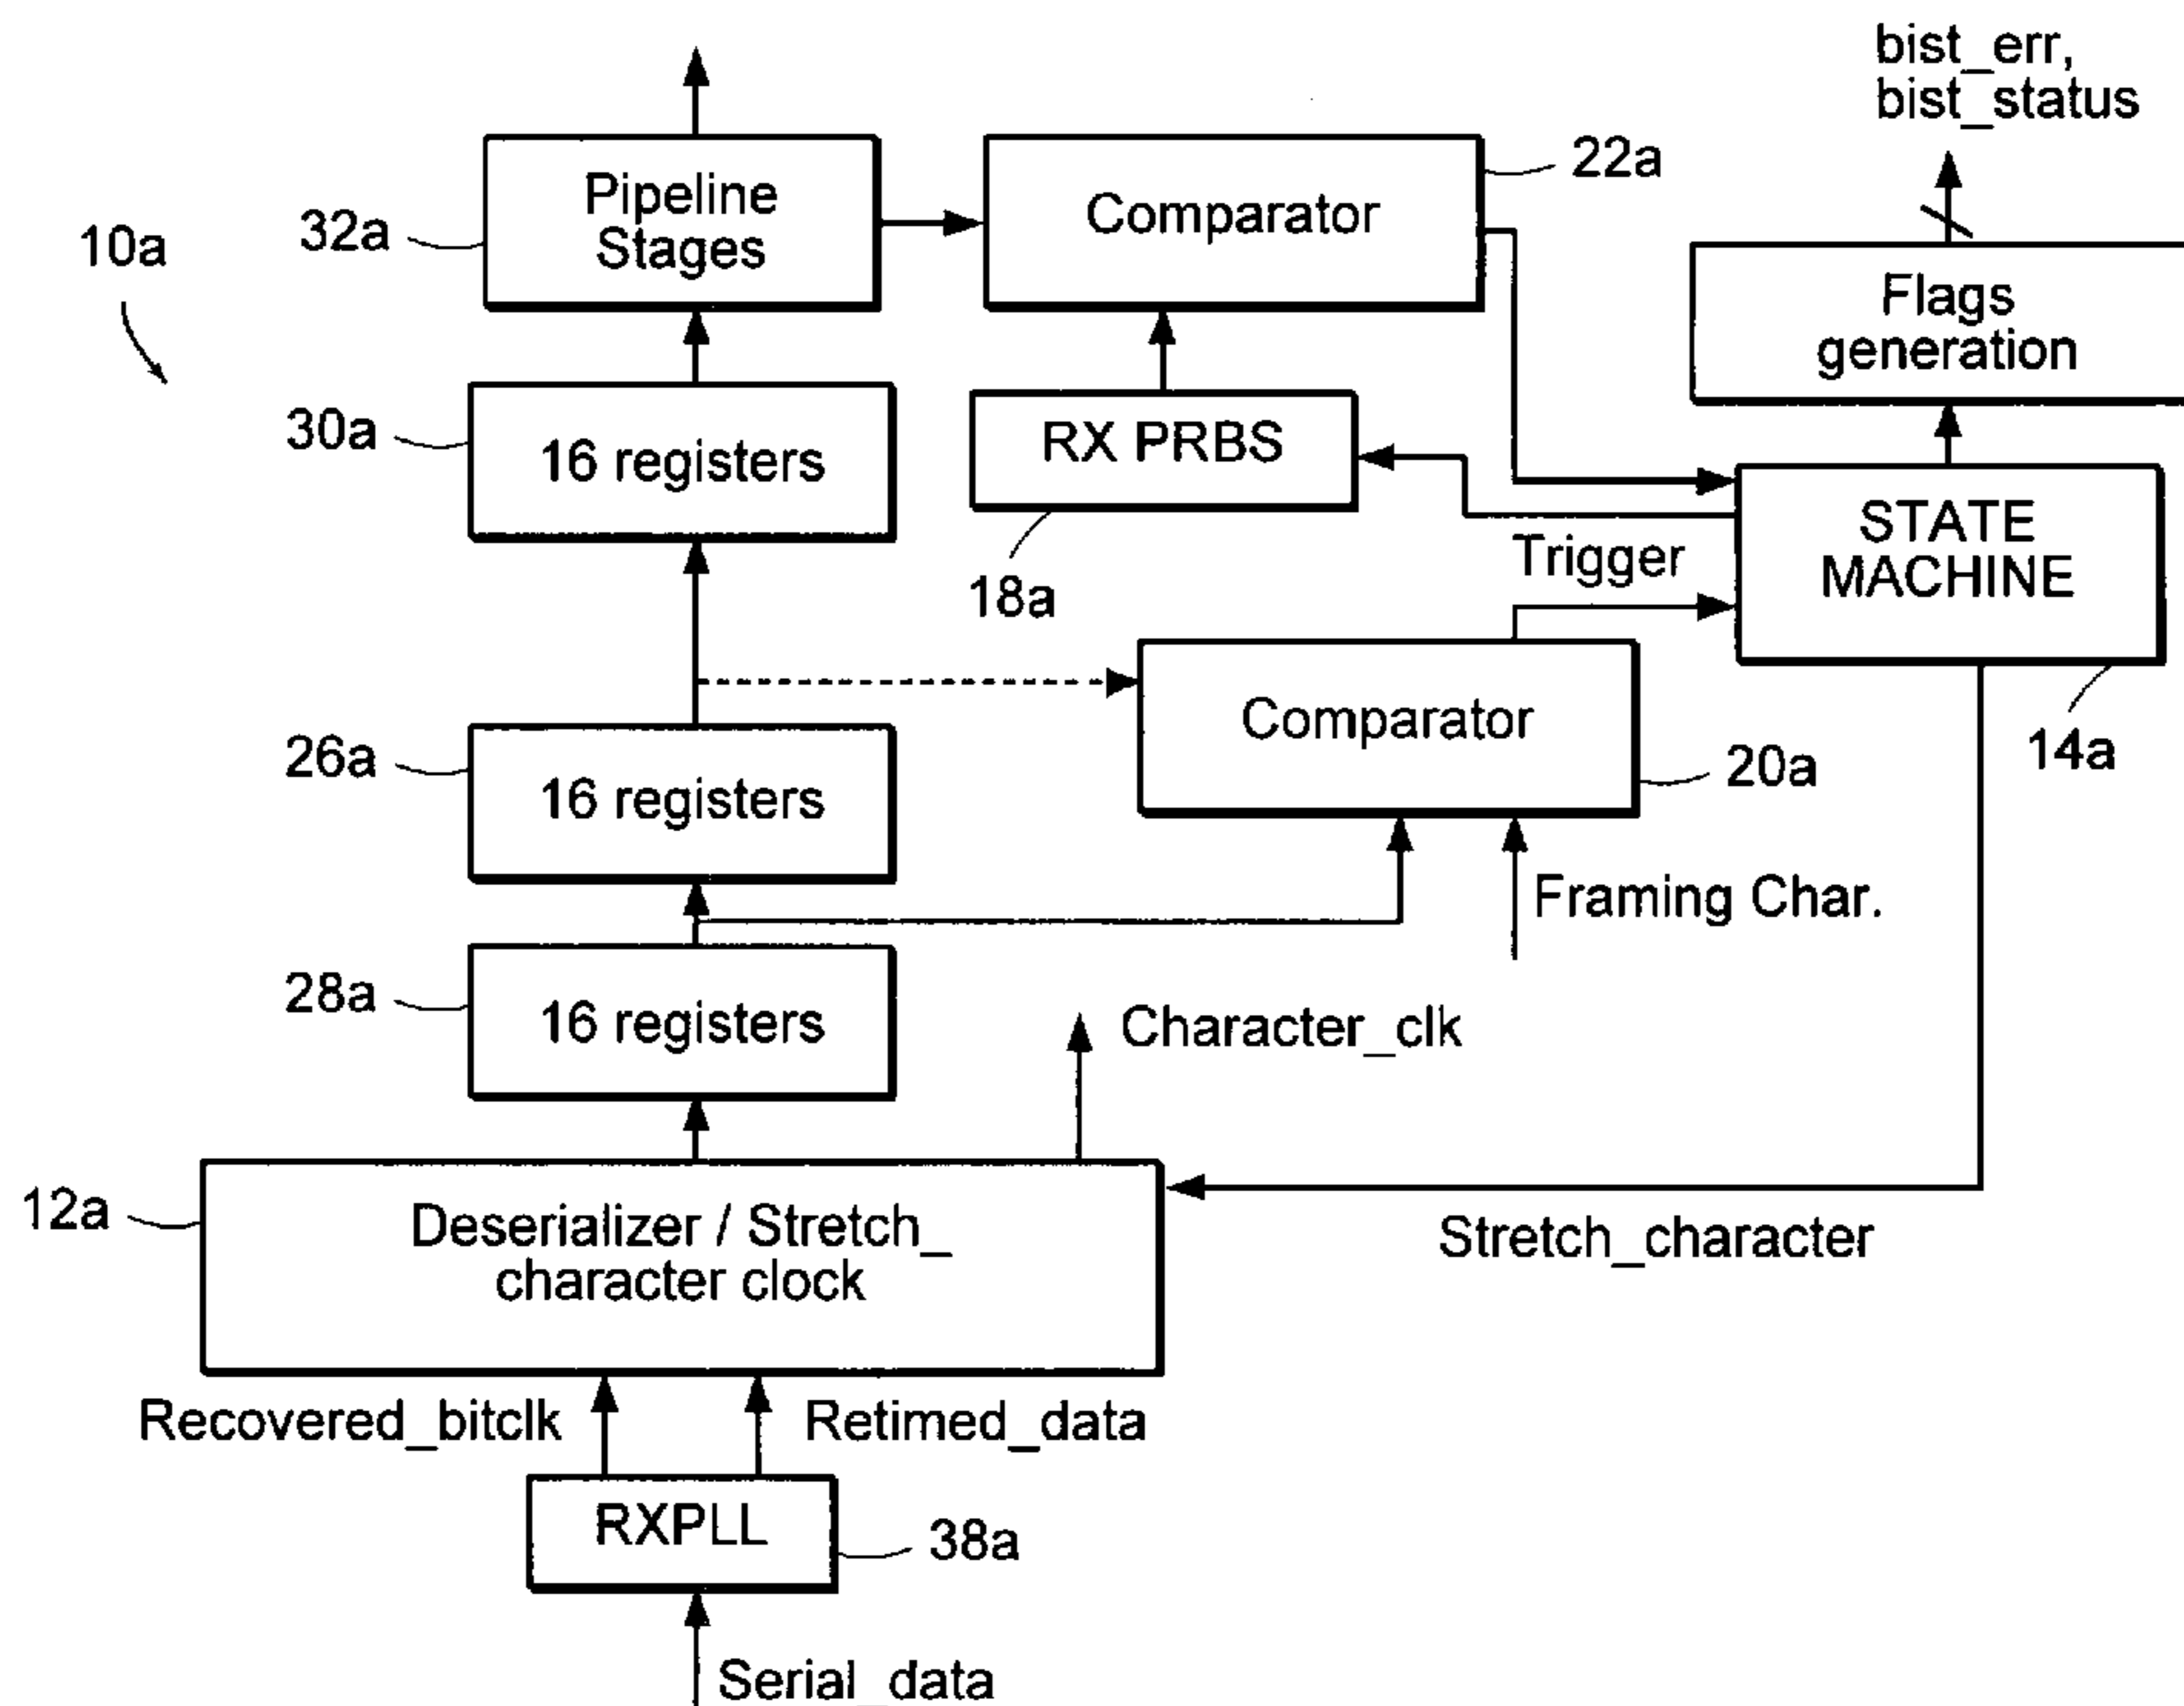 bist_err,
bist_status
22a
Pipeline
Stages
Comparator
32a
10a
Flags
generation
30a
16 registers
RX PRBS
STATE
MACHINE
Trigger
18a
Comparator
14a
26a
16 registers
20a
Framing Char.
28a
16 registers
Character_clk
12a
Deserializer / Stretch_
character clock
Stretch_character
Recovered_bitclk
Retimed_data
RXPLL
38a
Serial_data